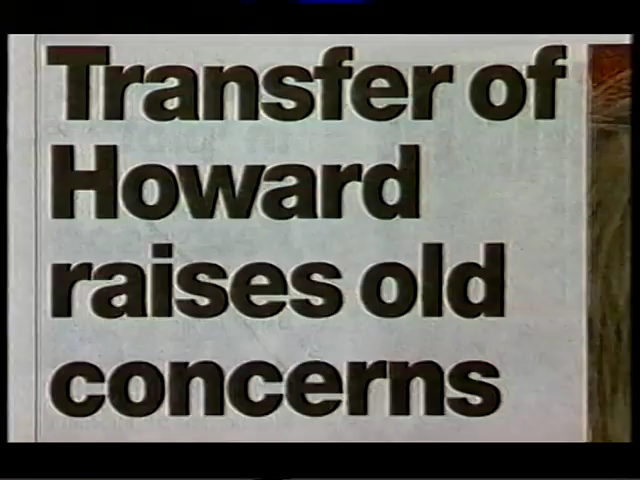 Transfer of
Howard
raises old
concerns